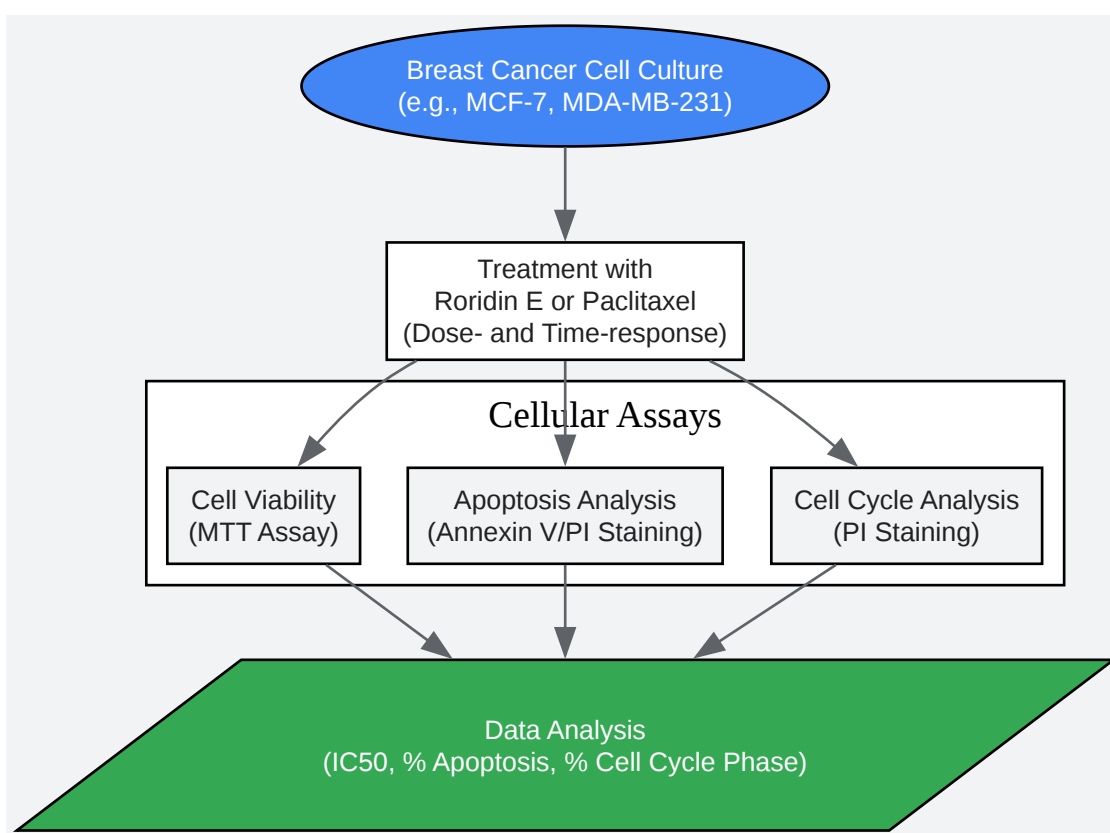 Breast Cancer Cell Culture
(e.g., MCF-7, MDA-MB-231)
Treatment with
Roridin E or Paclitaxel
(Dose- and Time-response)
Cellular Assays
Cell Viability
(MTT Assay)
Apoptosis Analysis
(Annexin V/PI Staining)
Cell Cycle Analysis
(PI Staining)
Data Analysis
(IC50, % Apoptosis, % Cell Cycle Phase)